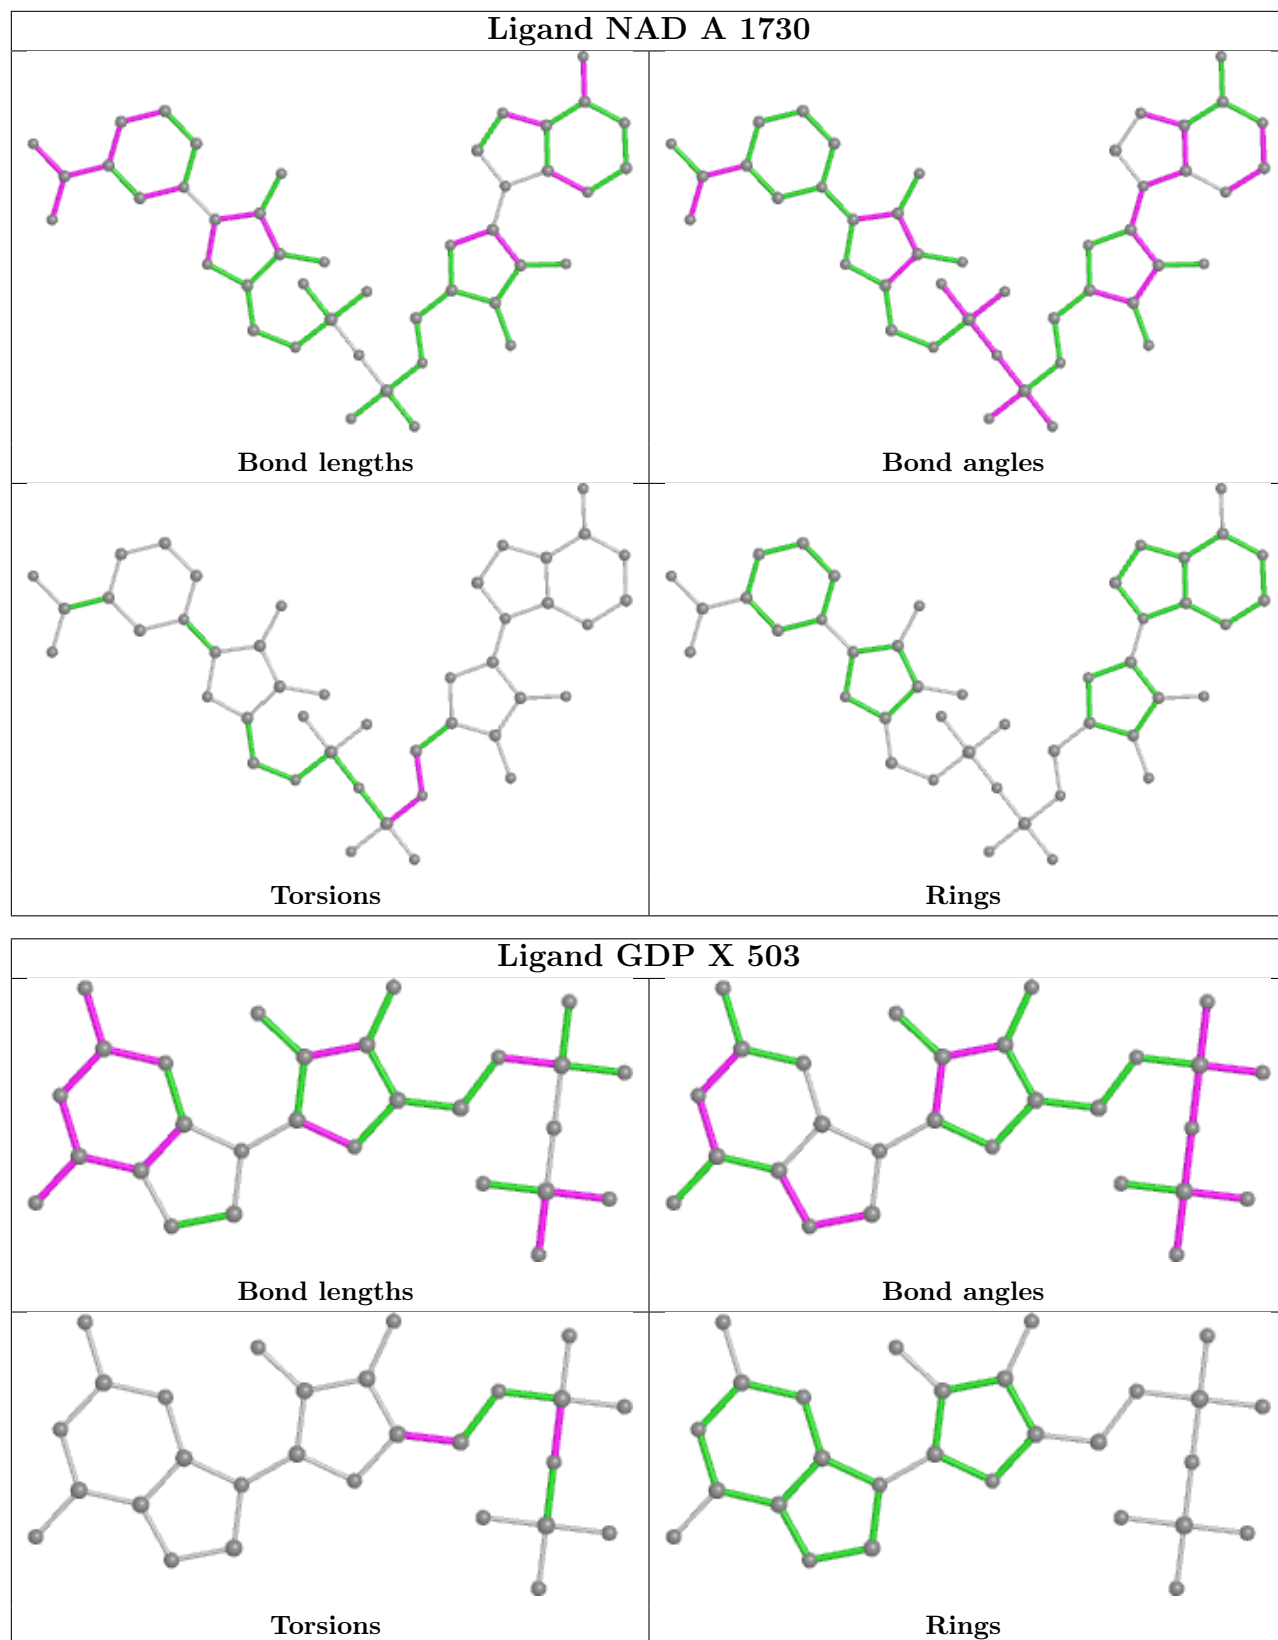 Ligand NAD A 1730
Bond lengths
Bond angles
Torsions
Rings
Ligand GDP X 503
Bond lengths
Bond angles
Torsions
Rings